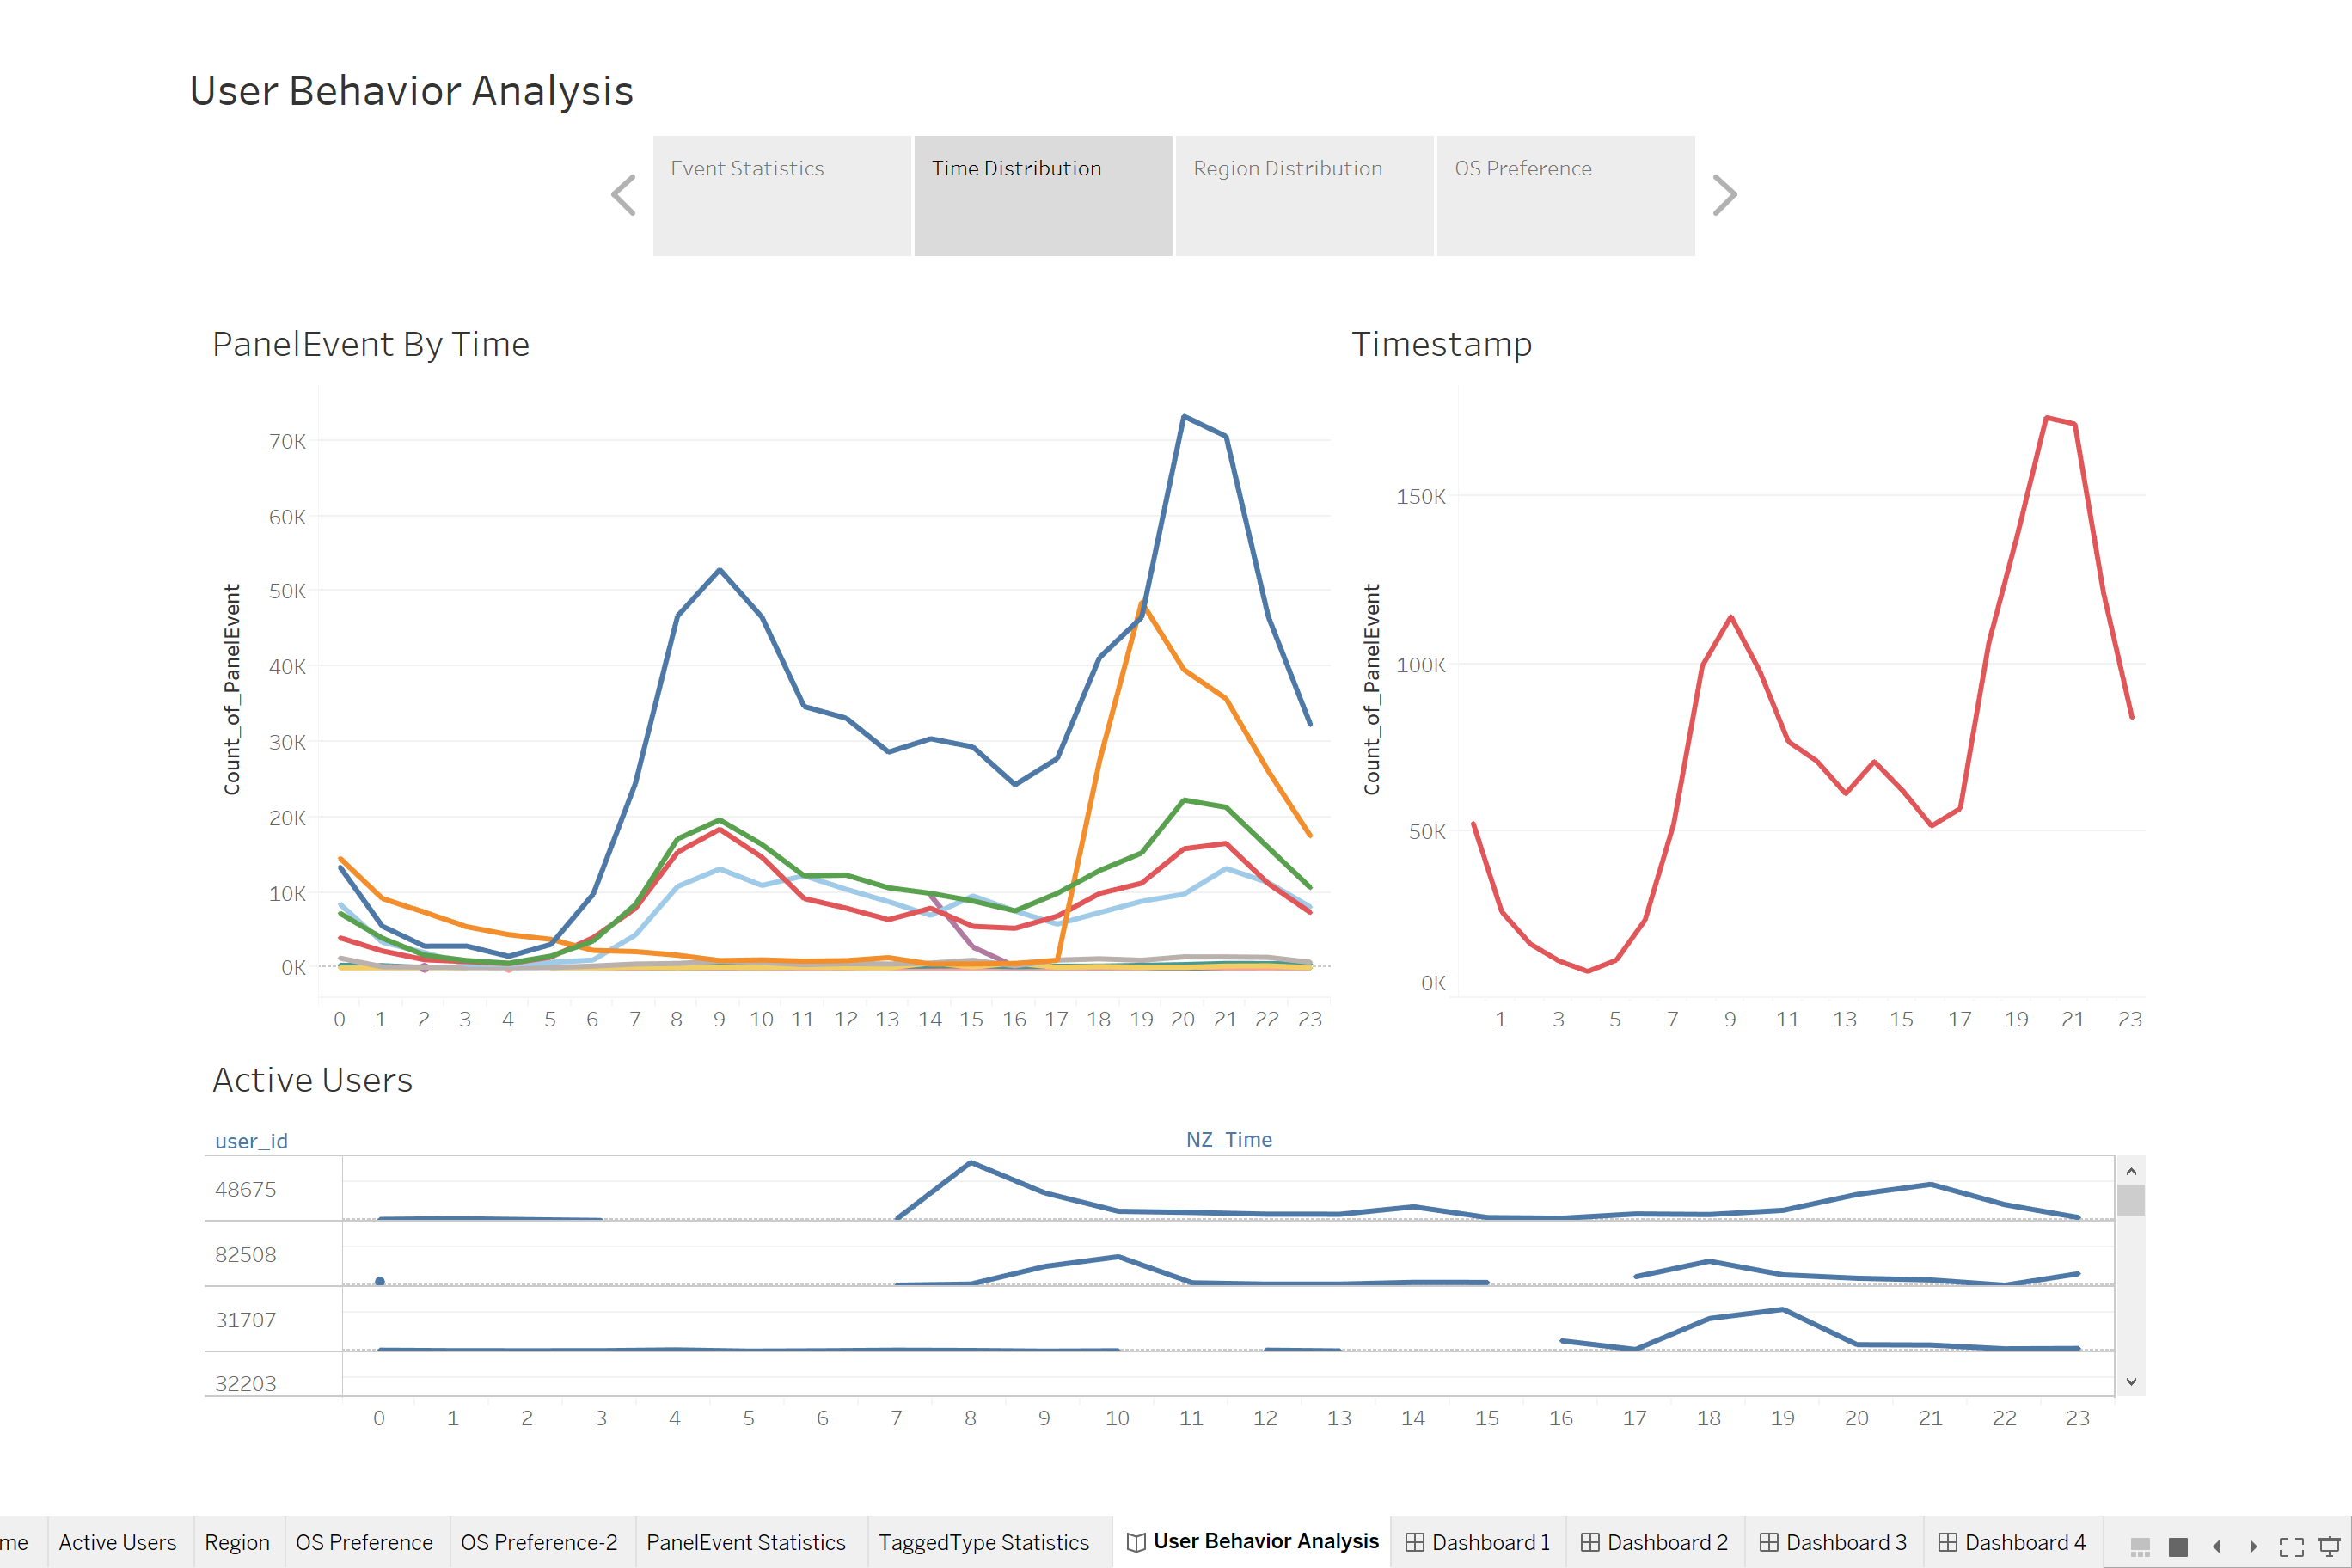 User Behavior Analysis
Event Statistics
Time Distribution
Region Distribution
OS Preference
PanelEvent By Time
Timestamp
Count_of_PanelEvent
70K
60K
50K
40K
30K
20K
10K
0K
0 1 2 3 4 5 6 7 8 9 10 11 12 13 14 15 16 17 18 19 20 21 22 23
Count_of_PanelEvent
150K
100K
50K
0K
1 3 5 7 9 11 13 15 17 19 21 23
Active Users
user_id
NZ_Time
48675
82508
31707
32203
0 1 2 3 4 5 6 7 8 9 10 11 12 13 14 15 16 17 18 19 20 21 22 23
me Active Users Region OS Preference OS Preference-2 PanelEvent Statistics TaggedType Statistics User Behavior Analysis Dashboard 1 Dashboard 2 Dashboard 3 Dashboard 4